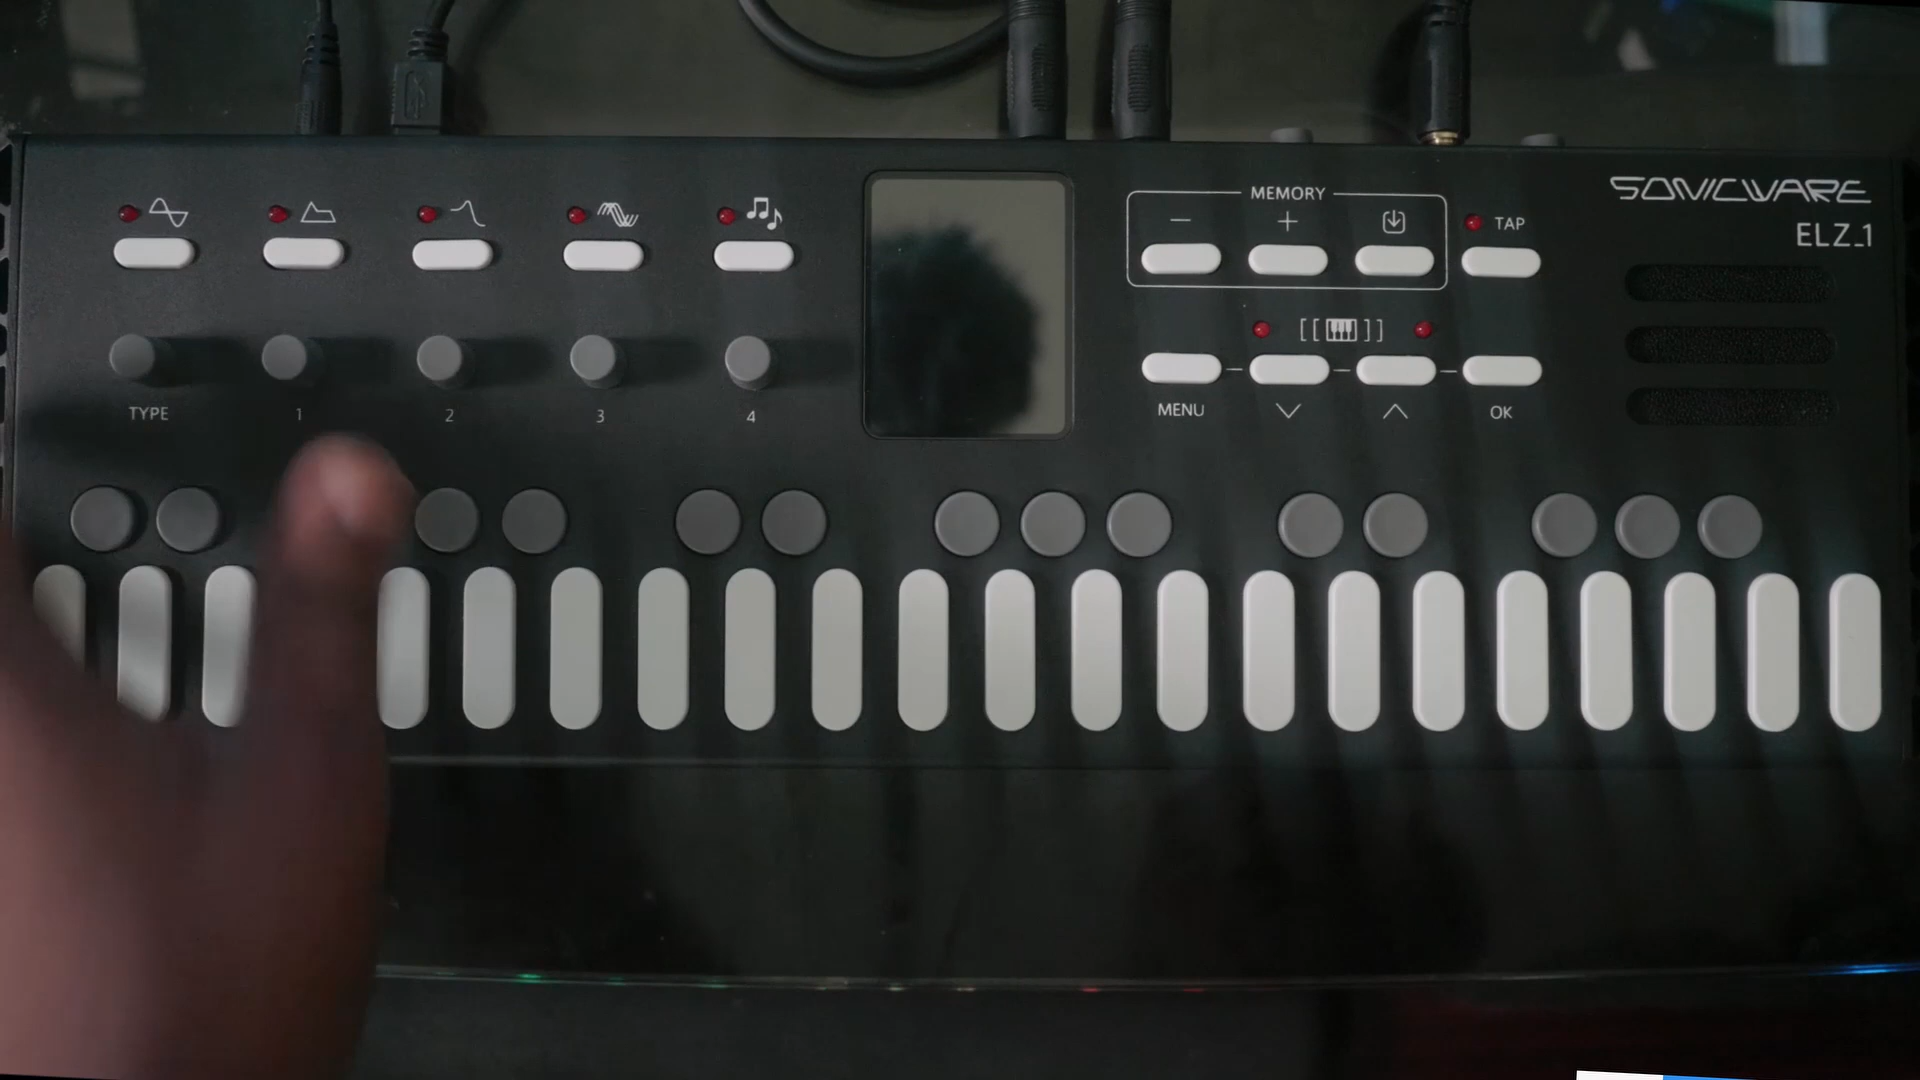 SONICWARE
ELZ_1
MEMORY
− +
TAP
TYPE 1 2 3 4
MENU OK